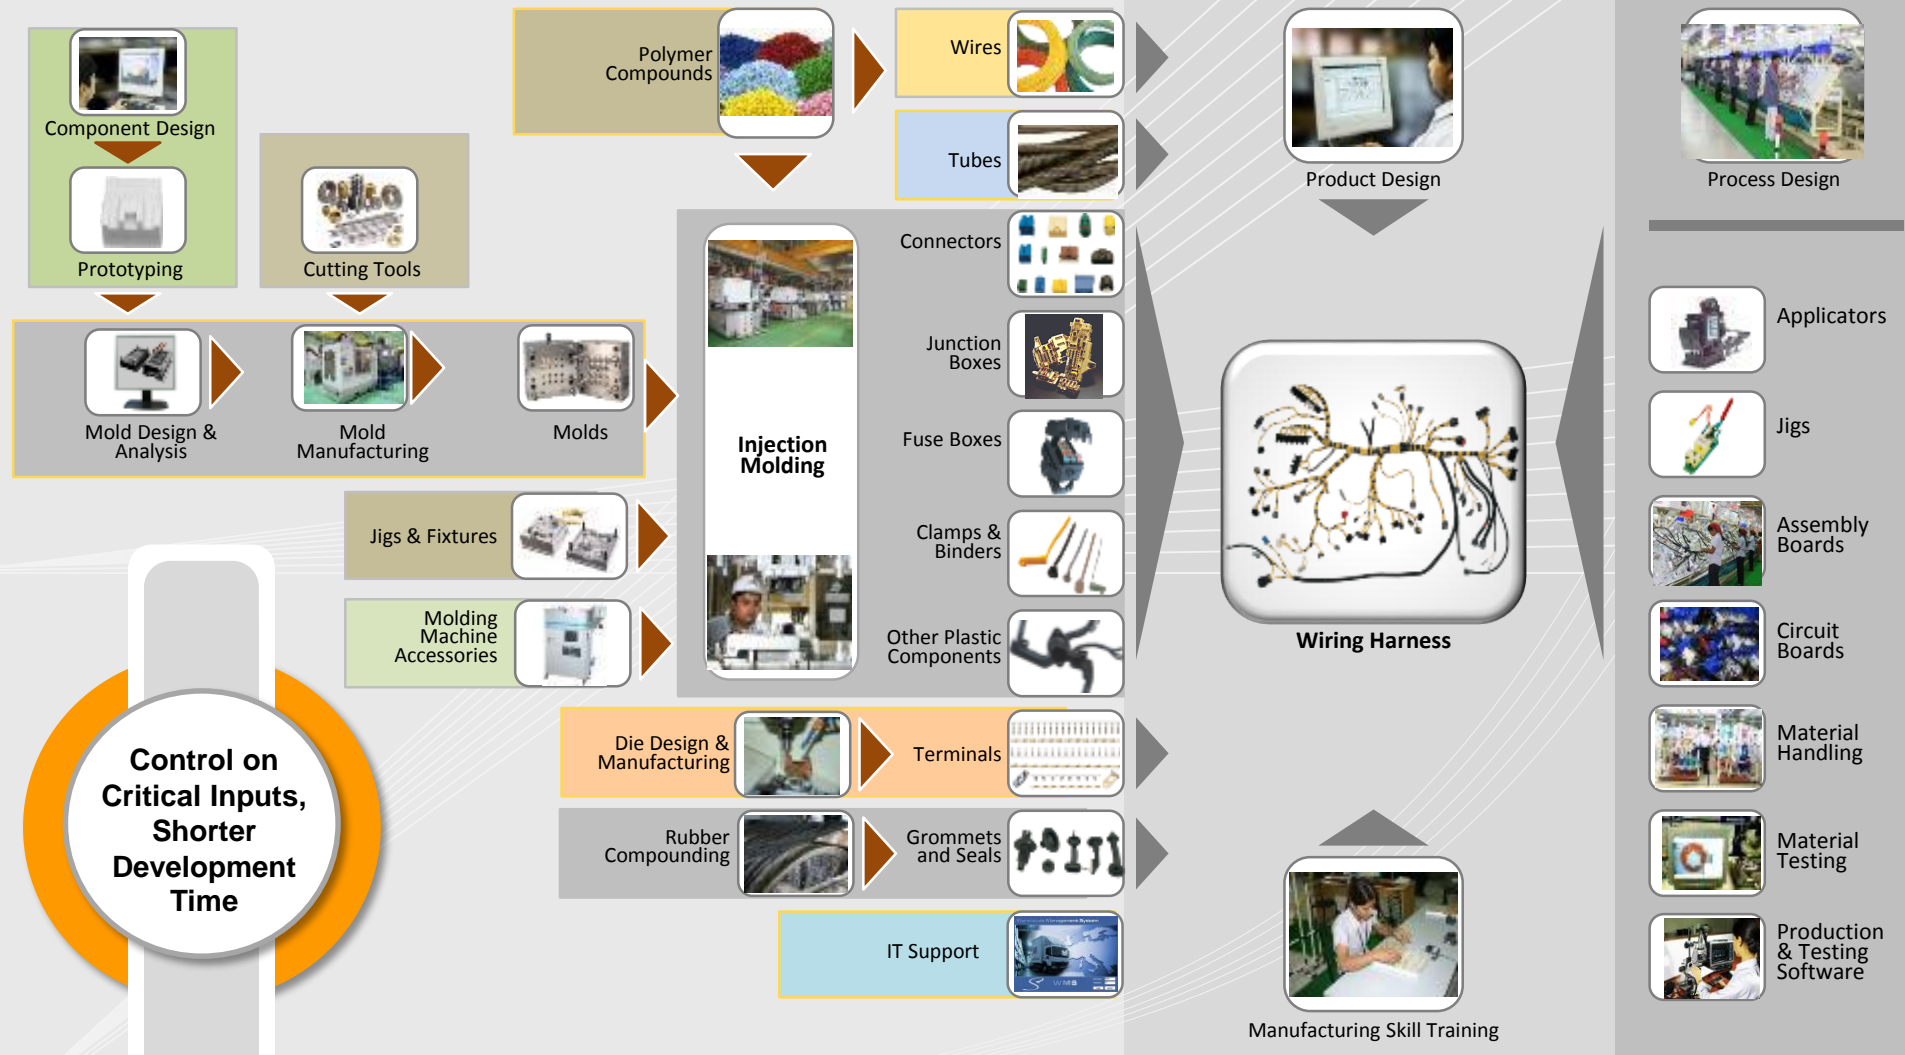 Component Design
Prototyping
Cutting Tools
Mold Design &
Analysis
Mold
Manufacturing
Molds
Polymer
Compounds
Wires
Tubes
Jigs & Fixtures
Molding
Machine
Accessories
Injection
Molding
Connectors
Junction
Boxes
Fuse Boxes
Clamps &
Binders
Other Plastic
Components
Die Design &
Manufacturing
Terminals
Rubber
Compounding
Grommets
and Seals
IT Support
WMS
Control on
Critical Inputs,
Shorter
Development
Time
Product Design
Wiring Harness
Manufacturing Skill Training
Process Design
Applicators
Jigs
Assembly
Boards
Circuit
Boards
Material
Handling
Material
Testing
Production
& Testing
Software